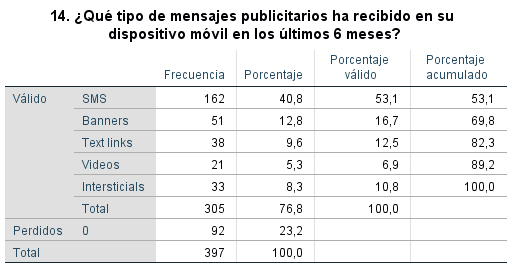 14. ¿Qué tipo de mensajes publicitarios ha recibido en su
dispositivo móvil en los últimos 6 meses?
Frecuencia Porcentaje Porcentaje válido Porcentaje acumulado
Válido SMS 162 40,8 53,1 53,1
Banners 51 12,8 16,7 69,8
Text links 38 9,6 12,5 82,3
Videos 21 5,3 6,9 89,2
Intersticials 33 8,3 10,8 100,0
Total 305 76,8 100,0
Perdidos 0 92 23,2
Total 397 100,0